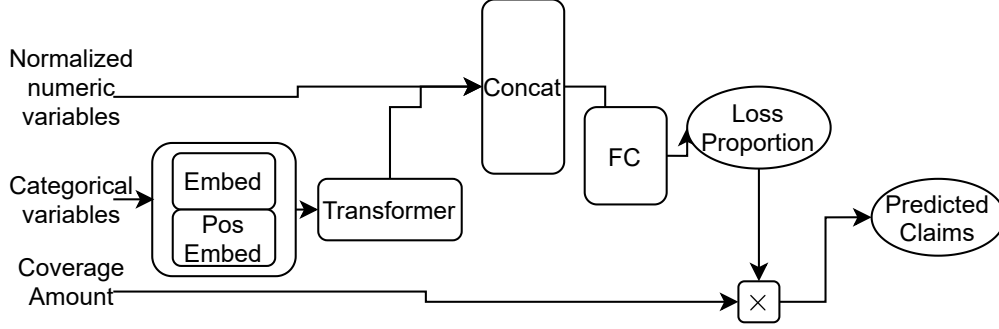 Normalized
numeric
variables
Concat
Loss
Proportion
FC
Categorical
variables
Embed
Pos
Embed
Transformer
Predicted
Claims
Coverage
Amount
×